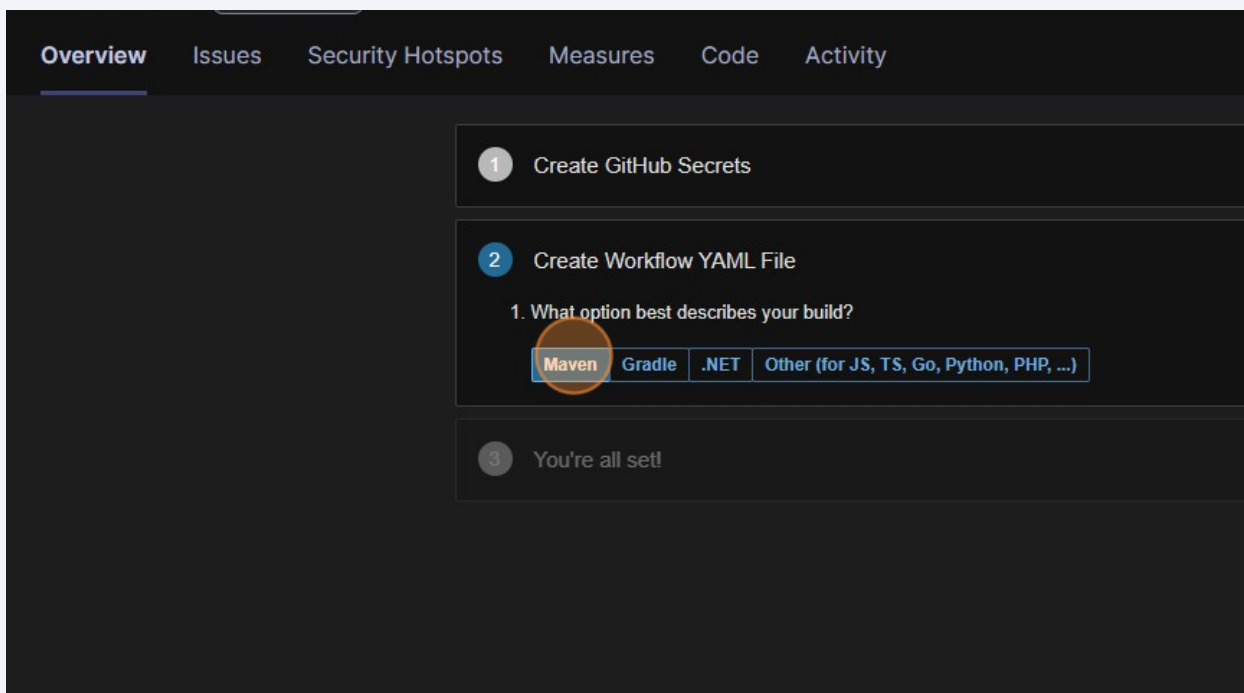 Overview Issues Security Hotspots Measures Code Activity
1 Create GitHub Secrets
2 Create Workflow YAML File
1. What option best describes your build?
Maven Gradle .NET Other (for JS, TS, Go, Python, PHP, ...)
3 You're all set!